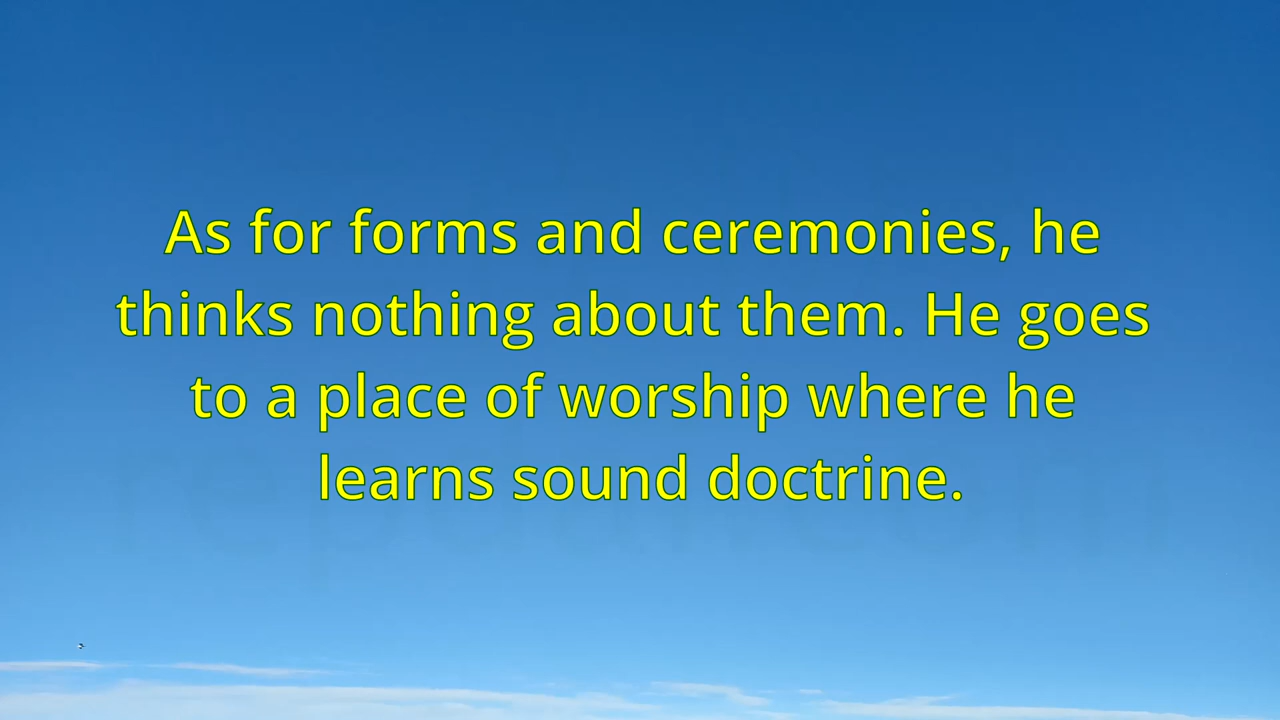 As for forms and ceremonies, he
thinks nothing about them. He goes
to a place of worship where he
learns sound doctrine.